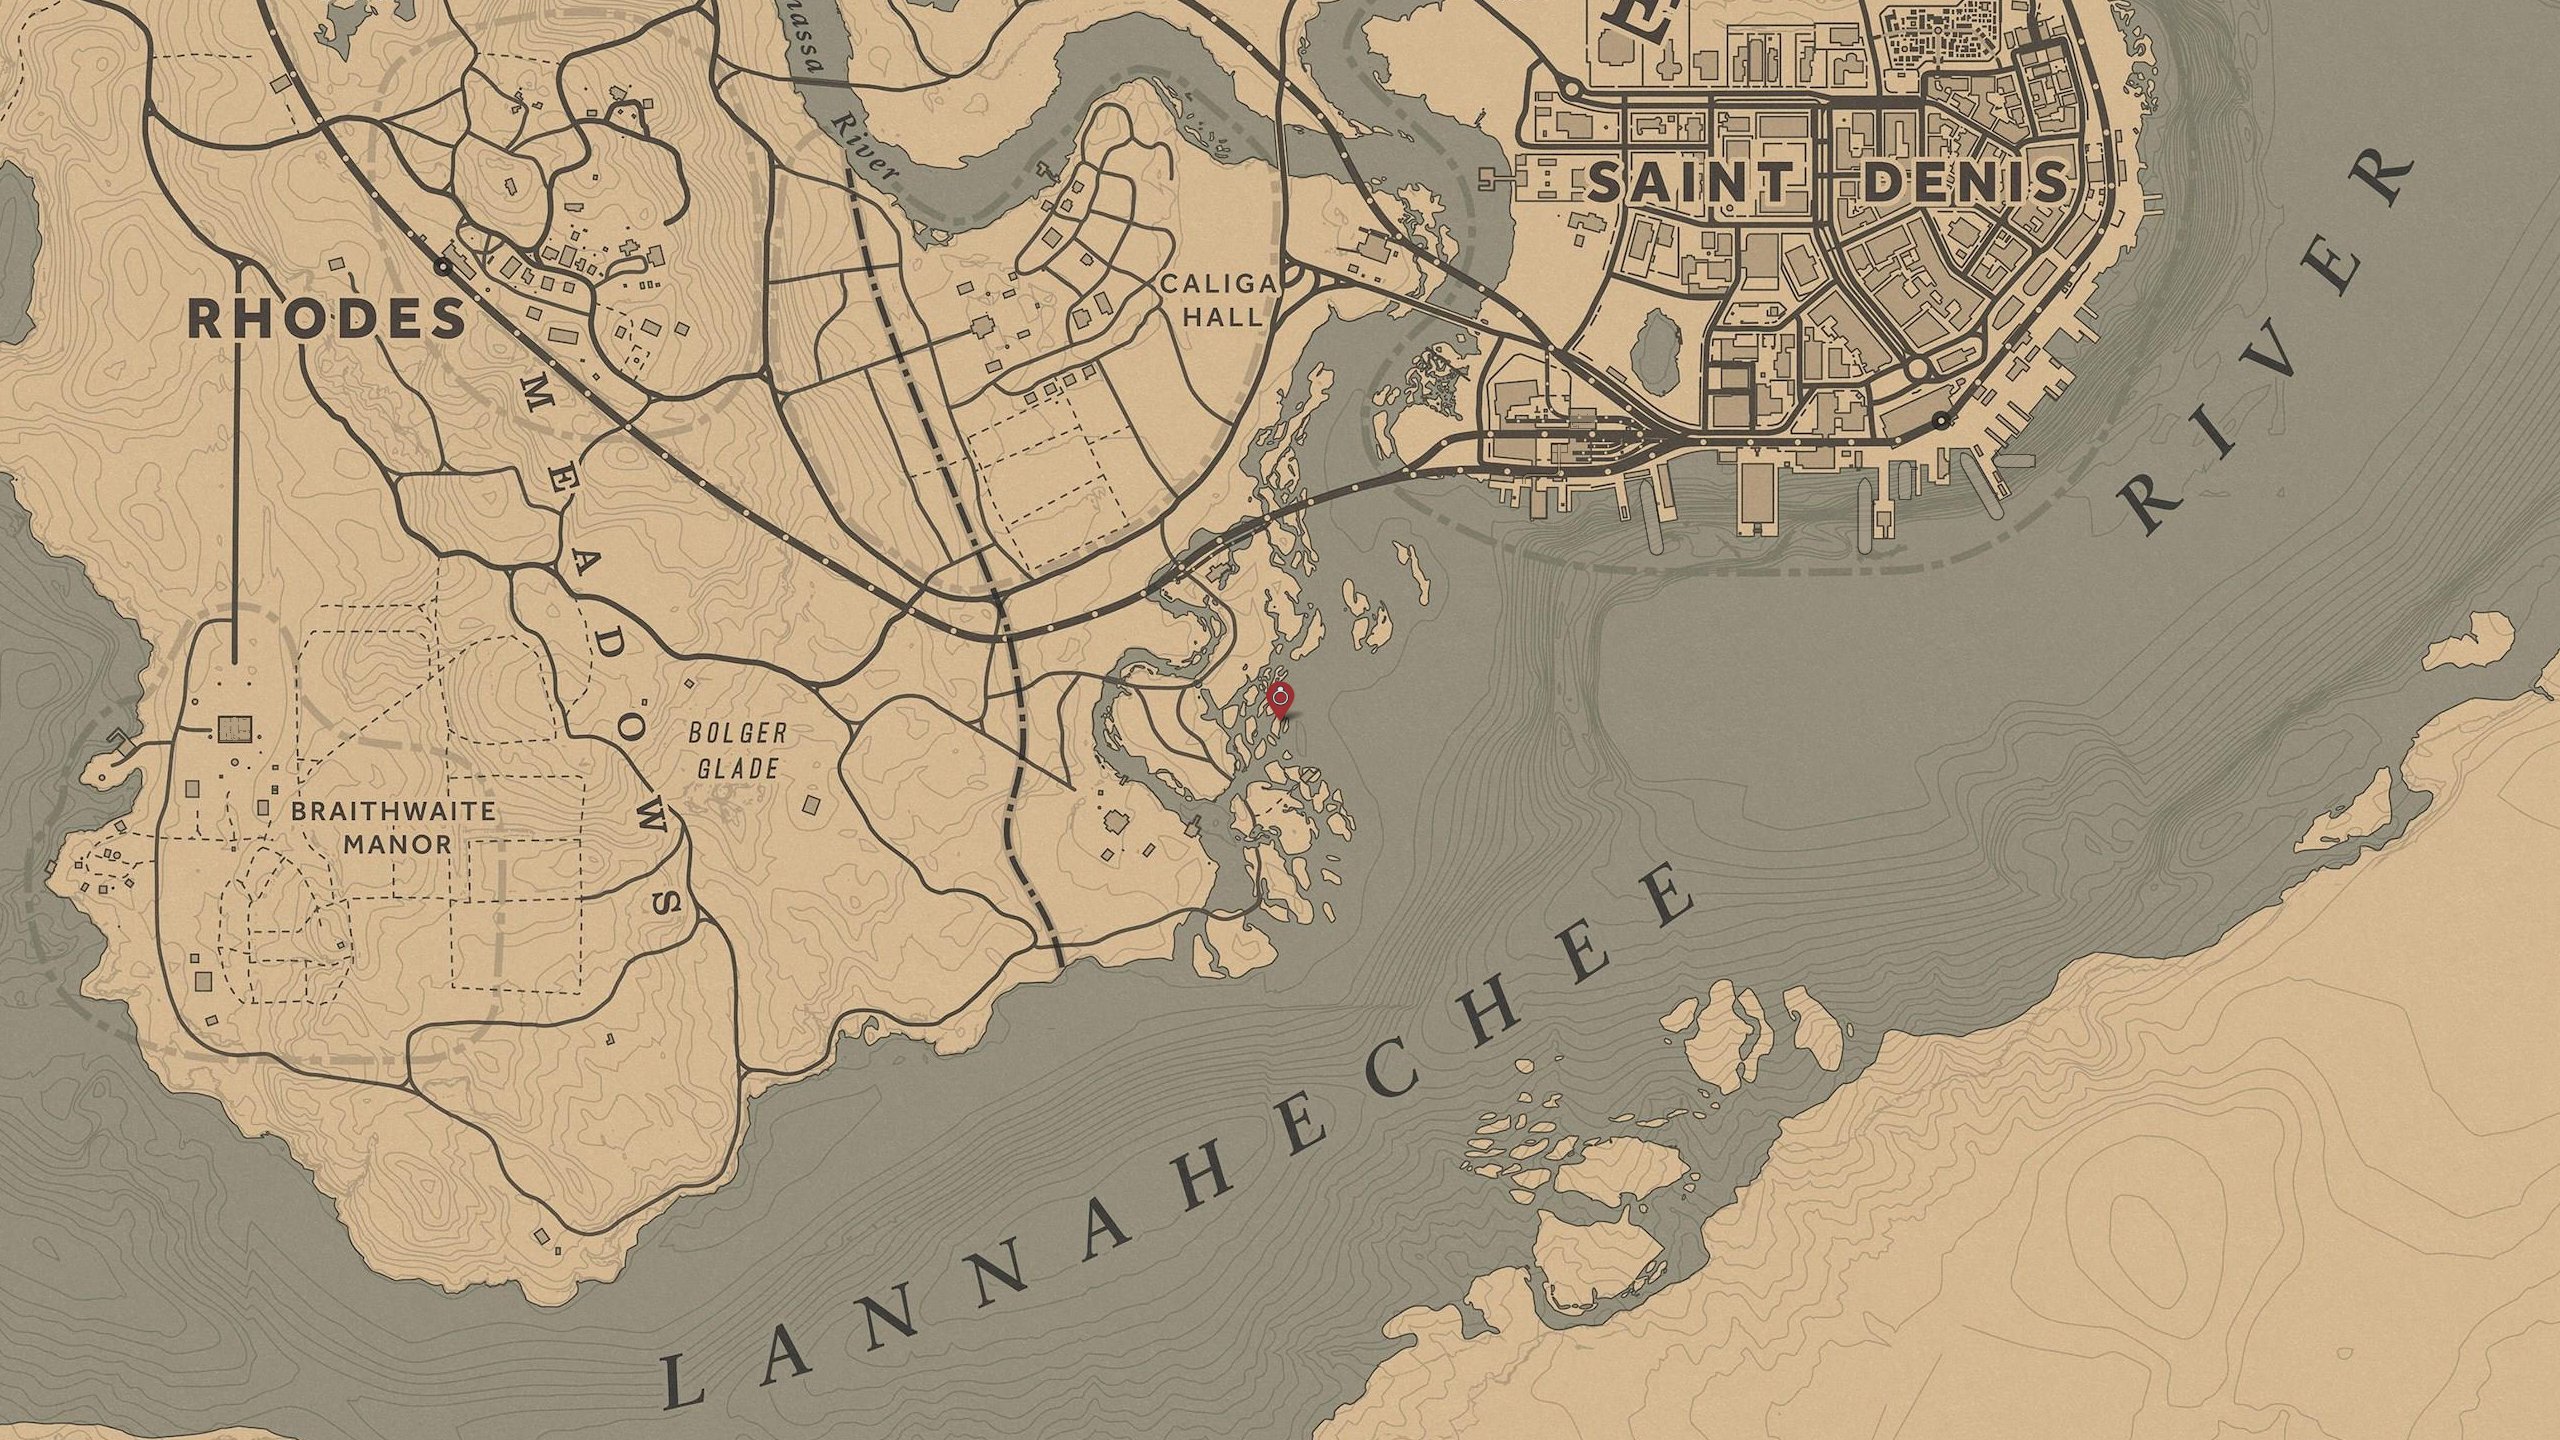 River
SAINT DENIS
RHODES
CALIGA
HALL
MEADOWS
BOLGER
GLADE
BRAITHWAITE
MANOR
LANNAHECHEE
RIVER